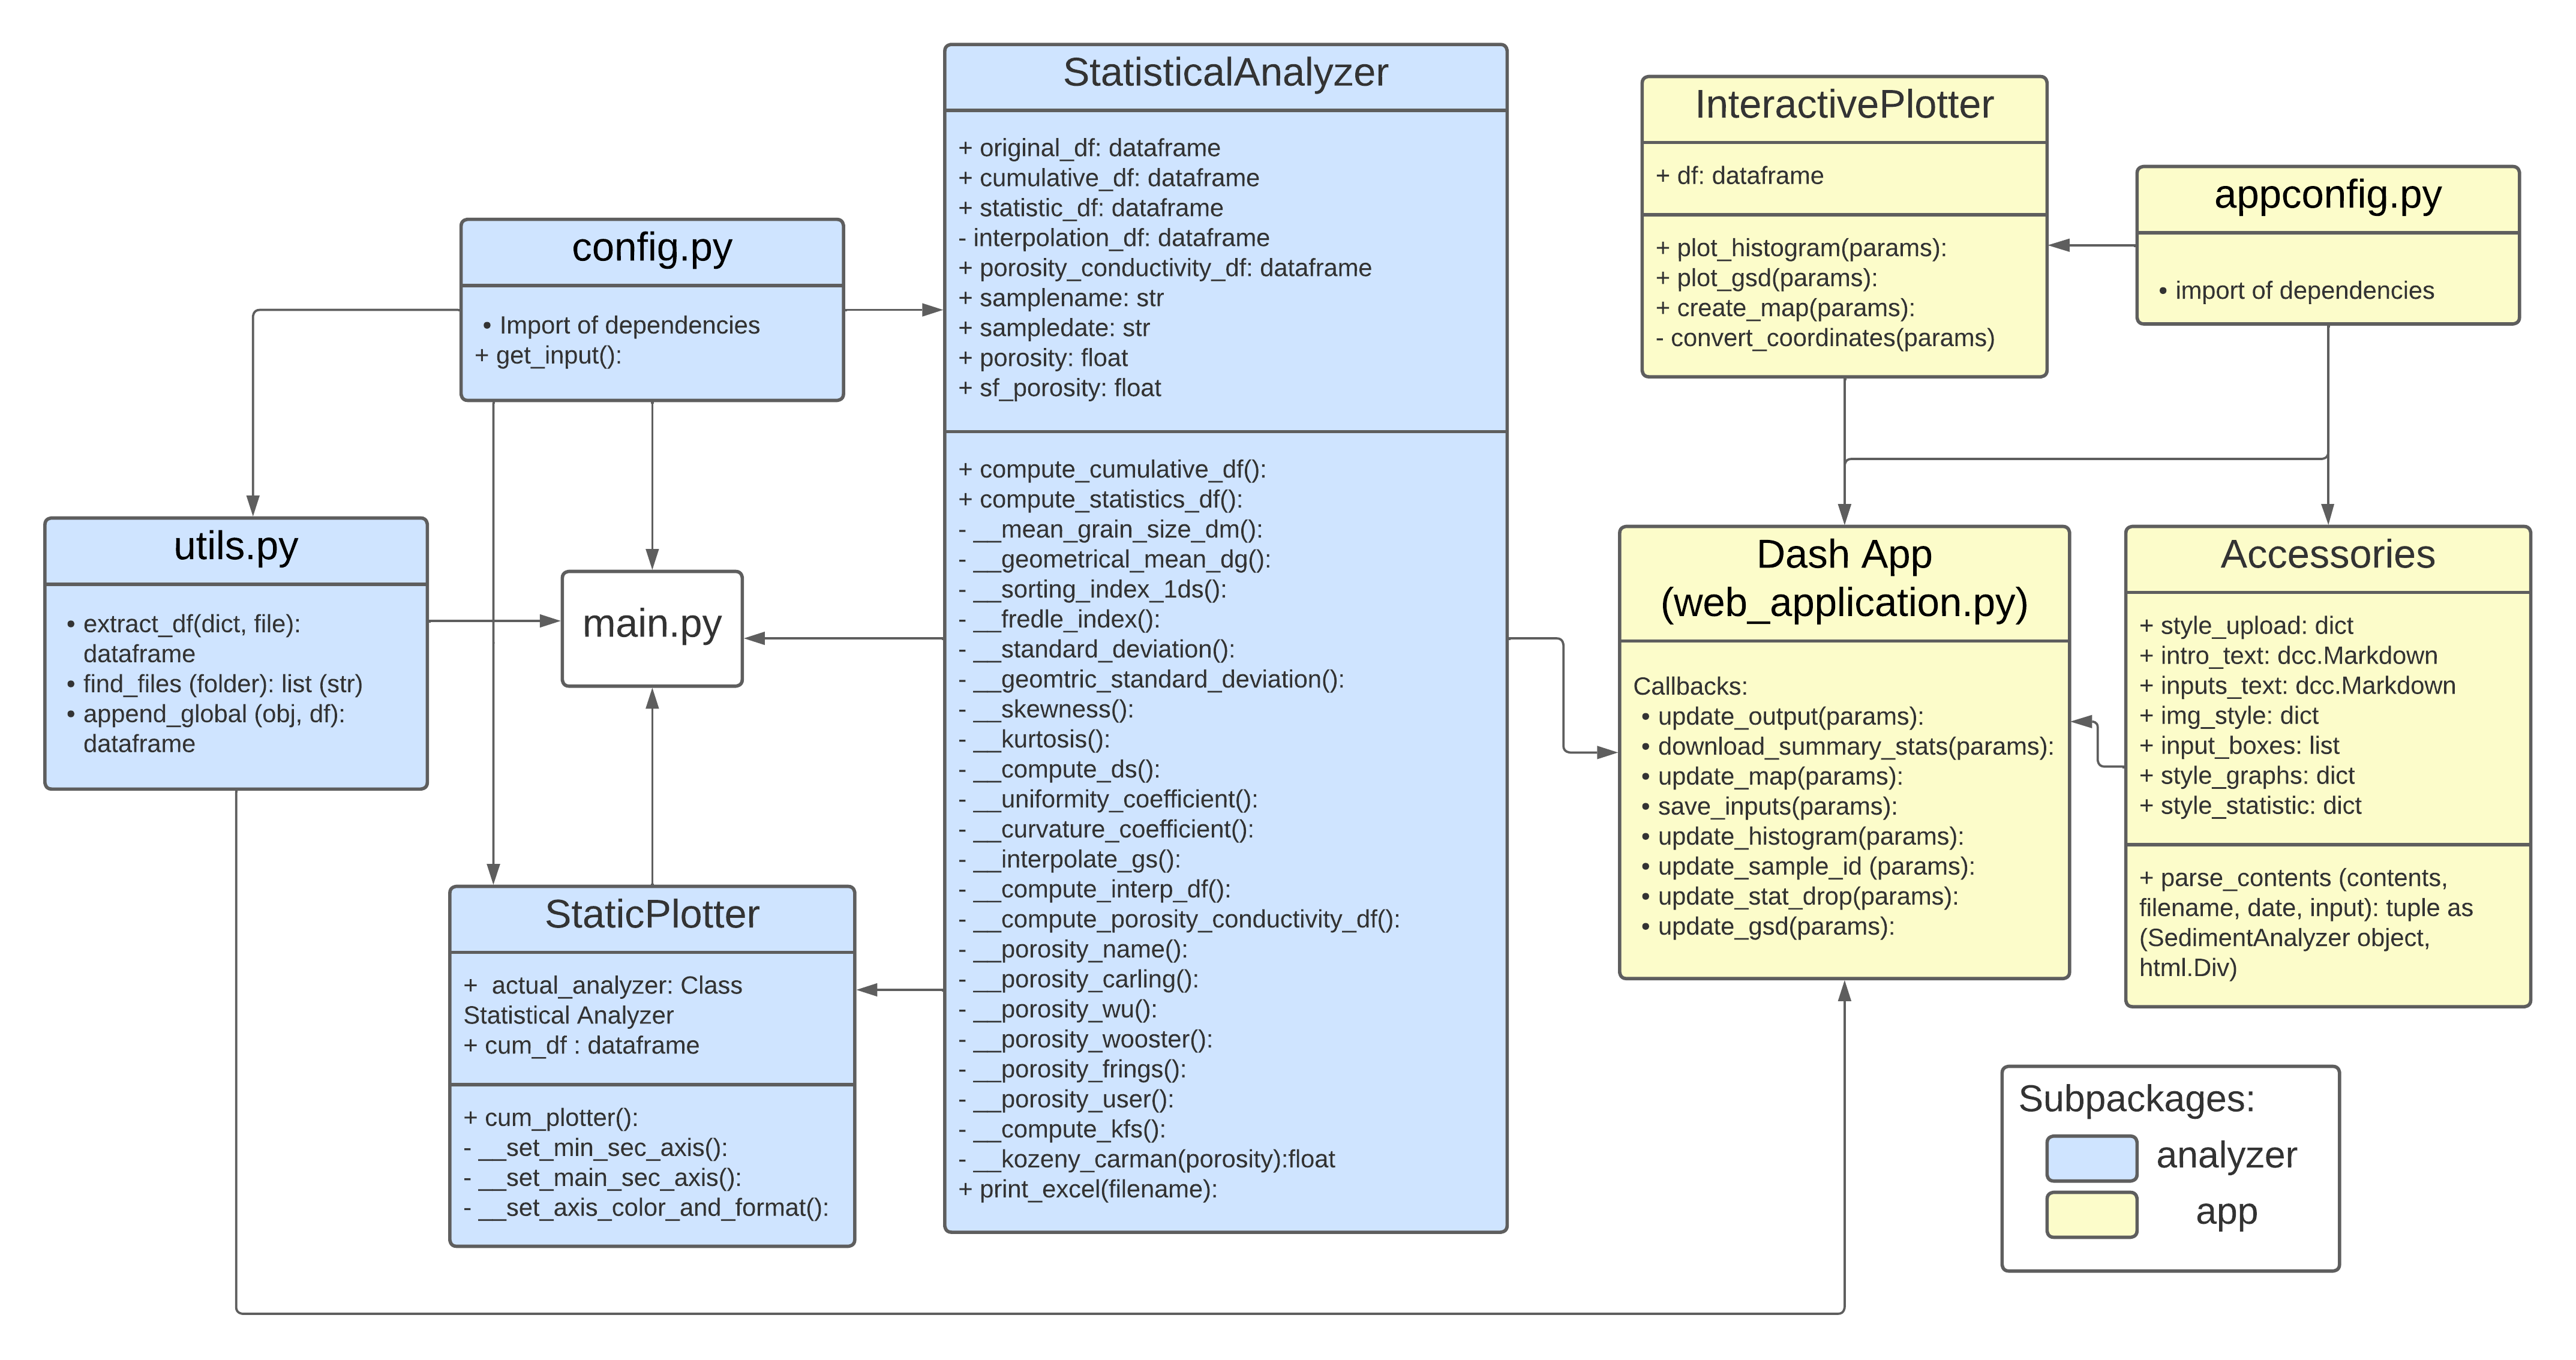 StatisticalAnalyzer
+ original_df: dataframe
+ cumulative_df: dataframe
+ statistic_df: dataframe
- interpolation_df: dataframe
+ porosity_conductivity_df: dataframe
+ samplename: str
+ sampledate: str
+ porosity: float
+ sf_porosity: float
+ compute_cumulative_df():
+ compute_statistics_df():
- __mean_grain_size_dm():
- __geometrical_mean_dg():
- __sorting_index_1ds():
- __fredle_index():
- __standard_deviation():
- __geomtric_standard_deviation():
- __skewness():
- __kurtosis():
- __compute_ds():
- __uniformity_coefficient():
- __curvature_coefficient():
- __interpolate_gs():
- __compute_interp_df():
- __compute_porosity_conductivity_df():
- __porosity_name():
- __porosity_carling():
- __porosity_wu():
- __porosity_wooster():
- __porosity_frings():
- __porosity_user():
- __compute_kfs():
- __kozeny_carman(porosity):float
+ print_excel(filename):
config.py
• Import of dependencies
+ get_input():
utils.py
• extract_df(dict, file):
dataframe
• find_files (folder): list (str)
• append_global (obj, df):
dataframe
main.py
StaticPlotter
+  actual_analyzer: Class
Statistical Analyzer
+ cum_df : dataframe
+ cum_plotter():
- __set_min_sec_axis():
- __set_main_sec_axis():
- __set_axis_color_and_format():
InteractivePlotter
+ df: dataframe
+ plot_histogram(params):
+ plot_gsd(params):
+ create_map(params):
- convert_coordinates(params)
appconfig.py
• import of dependencies
Dash App
(web_application.py)
Callbacks:
• update_output(params):
• download_summary_stats(params):
• update_map(params):
• save_inputs(params):
• update_histogram(params):
• update_sample_id (params):
• update_stat_drop(params):
• update_gsd(params):
Accessories
+ style_upload: dict
+ intro_text: dcc.Markdown
+ inputs_text: dcc.Markdown
+ img_style: dict
+ input_boxes: list
+ style_graphs: dict
+ style_statistic: dict
+ parse_contents (contents,
filename, date, input): tuple as
(SedimentAnalyzer object,
html.Div)
Subpackages:
analyzer
app